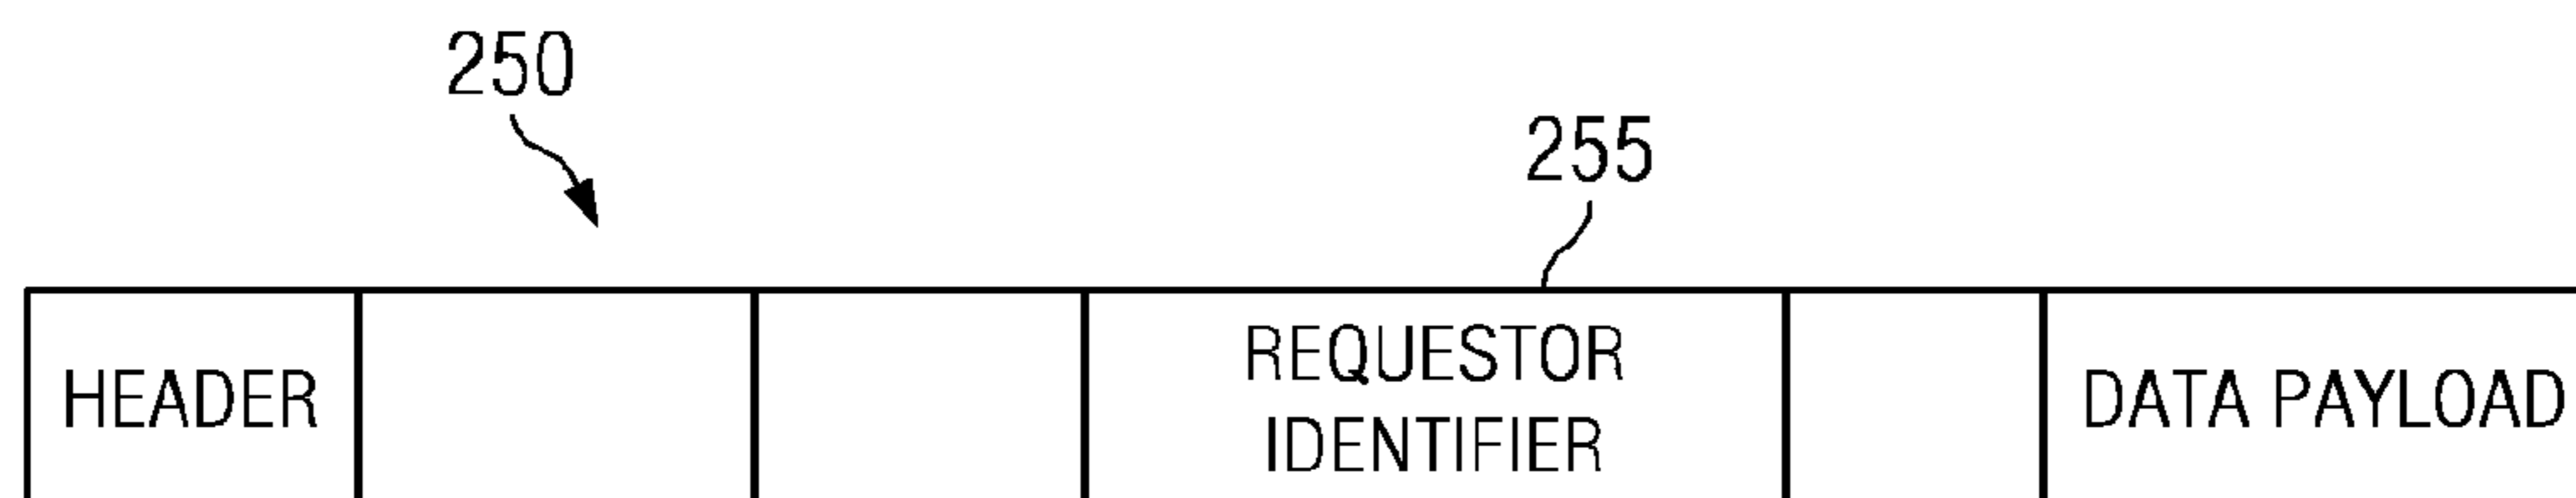 250
255
HEADER
REQUESTOR
IDENTIFIER
DATA PAYLOAD